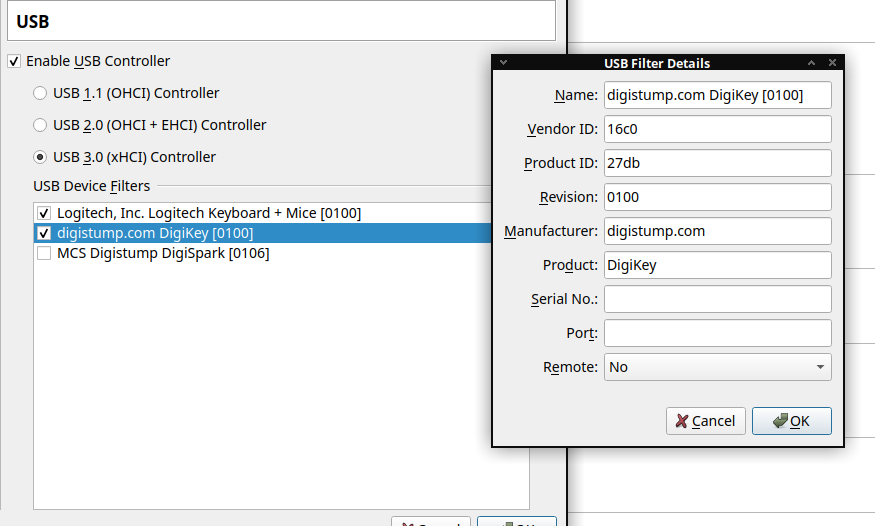 USB
Enable USB Controller
USB 1.1 (OHCI) Controller
USB 2.0 (OHCI + EHCI) Controller
USB 3.0 (xHCI) Controller
USB Device Filters
Logitech, Inc. Logitech Keyboard + Mice [0100]
digistump.com DigiKey [0100]
MCS Digistump DigiSpark [0106]
USB Filter Details
Name: digistump.com DigiKey [0100]
Vendor ID: 16c0
Product ID: 27db
Revision: 0100
Manufacturer: digistump.com
Product: DigiKey
Serial No.:
Port:
Remote: No
Cancel OK